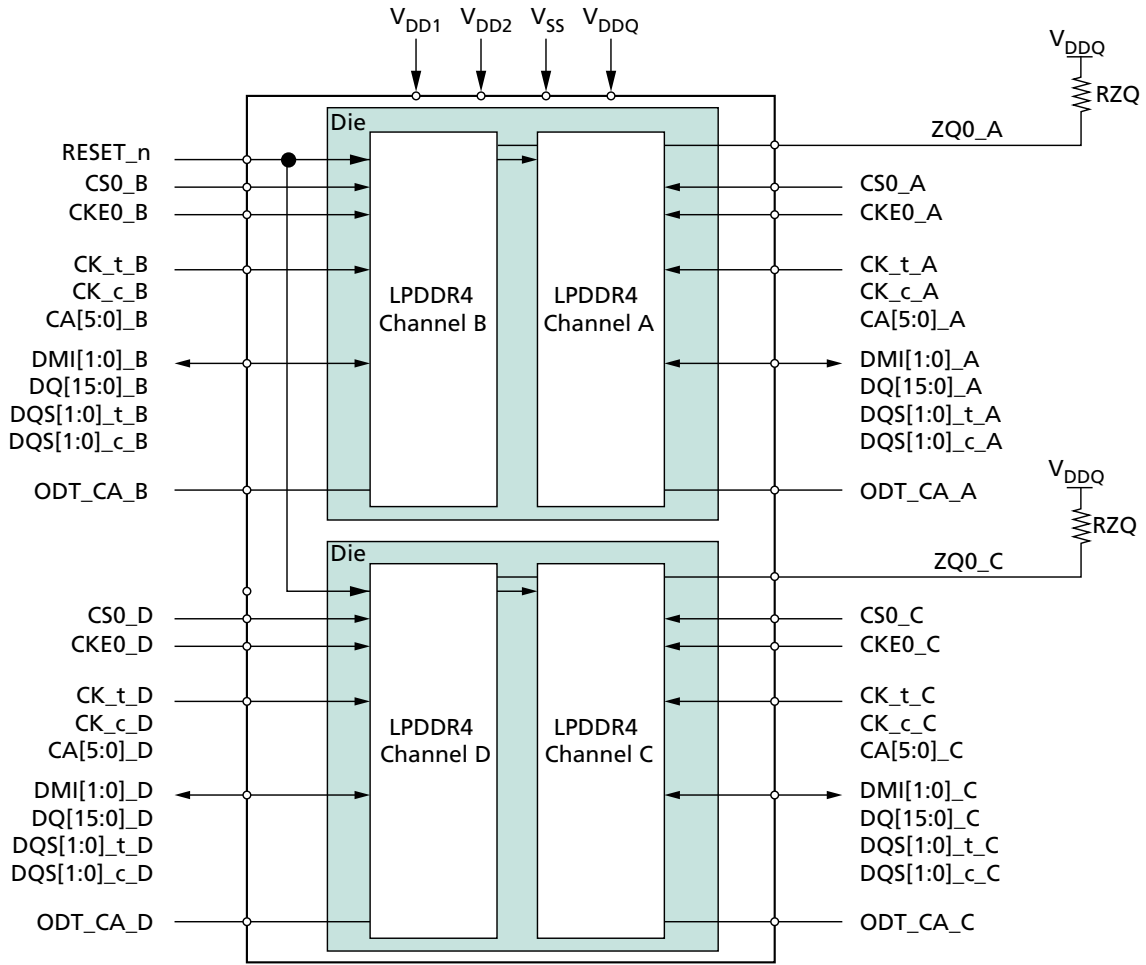 VDD1 VDD2 VSS VDDQ
VDDQ
RZQ
ZQ0_A
Die
RESET_n
CS0_B
CKE0_B
CK_t_B
CK_c_B
CA[5:0]_B
DMI[1:0]_B
DQ[15:0]_B
DQS[1:0]_t_B
DQS[1:0]_c_B
ODT_CA_B
LPDDR4
Channel B
LPDDR4
Channel A
CS0_A
CKE0_A
CK_t_A
CK_c_A
CA[5:0]_A
DMI[1:0]_A
DQ[15:0]_A
DQS[1:0]_t_A
DQS[1:0]_c_A
ODT_CA_A
VDDQ
RZQ
ZQ0_C
Die
CS0_D
CKE0_D
CK_t_D
CK_c_D
CA[5:0]_D
DMI[1:0]_D
DQ[15:0]_D
DQS[1:0]_t_D
DQS[1:0]_c_D
ODT_CA_D
LPDDR4
Channel D
LPDDR4
Channel C
CS0_C
CKE0_C
CK_t_C
CK_c_C
CA[5:0]_C
DMI[1:0]_C
DQ[15:0]_C
DQS[1:0]_t_C
DQS[1:0]_c_C
ODT_CA_C